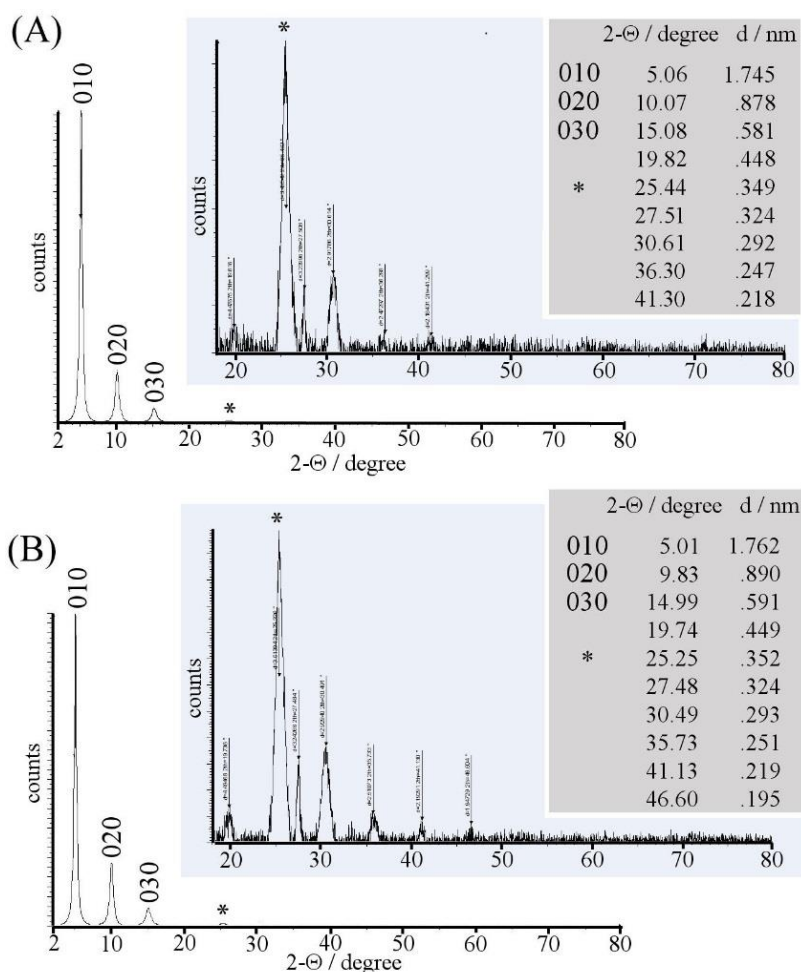 (A)
010
020
030
*
counts
2
10
20
30
40
50
60
70
80
2-Θ / degree
*
counts
20
30
40
50
60
70
80
2-Θ / degree d / nm
010 5.06 1.745
020 10.07 .878
030 15.08 .581
19.82 .448
* 25.44 .349
27.51 .324
30.61 .292
36.30 .247
41.30 .218
(B)
010
020
030
*
counts
2
10
20
30
40
50
60
70
80
2-Θ / degree
*
counts
20
30
40
50
60
70
80
2-Θ / degree d / nm
010 5.01 1.762
020 9.83 .890
030 14.99 .591
19.74 .449
* 25.25 .352
27.48 .324
30.49 .293
35.73 .251
41.13 .219
46.60 .195